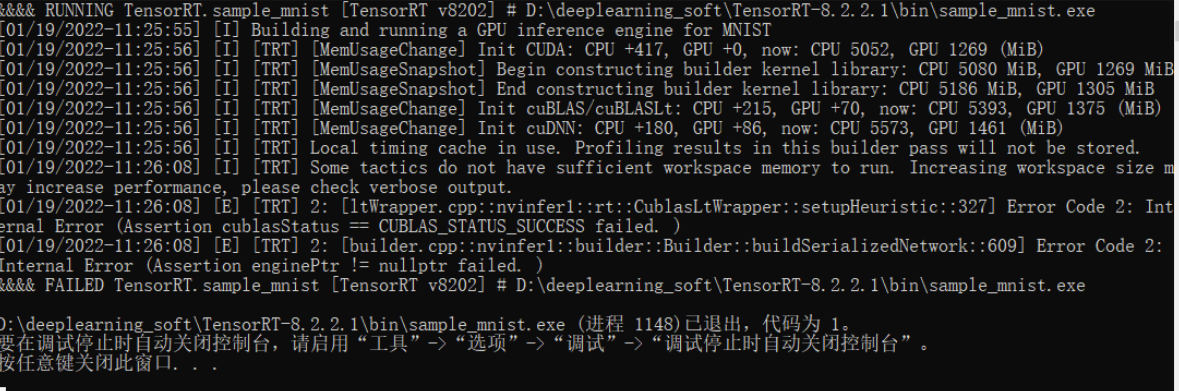 &&&& RUNNING TensorRT.sample_mnist [TensorRT v8202] # D:\deeplearning_soft\TensorRT-8.2.2.1\bin\sample_mnist.exe
[01/19/2022-11:25:55] [I] Building and running a GPU inference engine for MNIST
[01/19/2022-11:25:56] [I] [TRT] [MemUsageChange] Init CUDA: CPU +417, GPU +0, now: CPU 5052, GPU 1269 (MiB)
[01/19/2022-11:25:56] [I] [TRT] [MemUsageSnapshot] Begin constructing builder kernel library: CPU 5080 MiB, GPU 1269 MiB
[01/19/2022-11:25:56] [I] [TRT] [MemUsageSnapshot] End constructing builder kernel library: CPU 5186 MiB, GPU 1305 MiB
[01/19/2022-11:25:56] [I] [TRT] [MemUsageChange] Init cuBLAS/cuBLASLt: CPU +215, GPU +70, now: CPU 5393, GPU 1375 (MiB)
[01/19/2022-11:25:56] [I] [TRT] [MemUsageChange] Init cuDNN: CPU +180, GPU +86, now: CPU 5573, GPU 1461 (MiB)
[01/19/2022-11:25:56] [I] [TRT] Local timing cache in use. Profiling results in this builder pass will not be stored.
[01/19/2022-11:26:08] [I] [TRT] Some tactics do not have sufficient workspace memory to run. Increasing workspace size m
ay increase performance, please check verbose output.
[01/19/2022-11:26:08] [E] [TRT] 2: [ltWrapper.cpp::nvinfer1::rt::CublasLtWrapper::setupHeuristic::327] Error Code 2: Int
ernal Error (Assertion cublasStatus == CUBLAS_STATUS_SUCCESS failed. )
[01/19/2022-11:26:08] [E] [TRT] 2: [builder.cpp::nvinfer1::builder::Builder::buildSerializedNetwork::609] Error Code 2:
Internal Error (Assertion enginePtr != nullptr failed. )
&&&& FAILED TensorRT.sample_mnist [TensorRT v8202] # D:\deeplearning_soft\TensorRT-8.2.2.1\bin\sample_mnist.exe
D:\deeplearning_soft\TensorRT-8.2.2.1\bin\sample_mnist.exe (进程 1148)已退出，代码为 1。
要在调试停止时自动关闭控制台，请启用“工具”->“选项”->“调试”->“调试停止时自动关闭控制台”。
按任意键关闭此窗口. . .